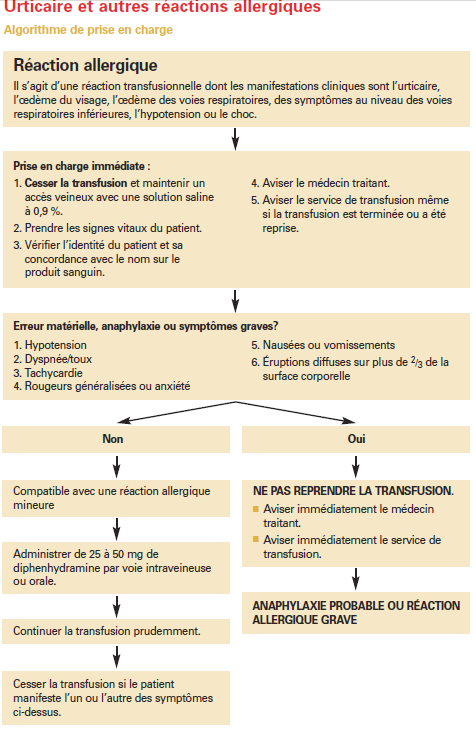 Urticaire et autres réactions allergiques
Algorithme de prise en charge
Réaction allergique
Il s’agit d’une réaction transfusionnelle dont les manifestations cliniques sont l’urticaire,
l’œdème du visage, l’œdème des voies respiratoires, des symptômes au niveau des voies
respiratoires inférieures, l’hypotension ou le choc.
Prise en charge immédiate :
1. Cesser la transfusion et maintenir un
accès veineux avec une solution saline
à 0,9 %.
2. Prendre les signes vitaux du patient.
3. Vérifier l’identité du patient et sa
concordance avec le nom sur le
produit sanguin.
4. Aviser le médecin traitant.
5. Aviser le service de transfusion même
si la transfusion est terminée ou a été
reprise.
Erreur matérielle, anaphylaxie ou symptômes graves?
1. Hypotension
2. Dyspnée/toux
3. Tachycardie
4. Rougeurs généralisées ou anxiété
5. Nausées ou vomissements
6. Éruptions diffuses sur plus de 2/3 de la
surface corporelle
Non
Compatible avec une réaction allergique
mineure
Administrer de 25 à 50 mg de
diphenhydramine par voie intraveineuse
ou orale.
Continuer la transfusion prudemment.
Cesser la transfusion si le patient
manifeste l’un ou l’autre des symptômes
ci-dessus.
Oui
NE PAS REPRENDRE LA TRANSFUSION.
Aviser immédiatement le médecin
traitant.
Aviser immédiatement le service de
transfusion.
ANAPHYLAXIE PROBABLE OU RÉACTION
ALLERGIQUE GRAVE